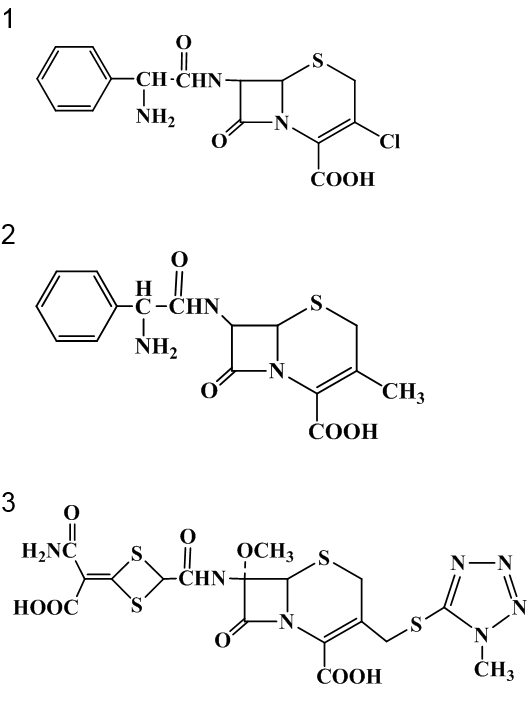 1
O
CH-CHN
S
NH₂
O
N
Cl
COOH
2
O
H
C-CHN
S
NH₂
O
N
CH₃
COOH
3
O
O
H₂NC
S
CHN
OCH₃
S
N
N
HOOC
S
O
N
S
N
N
COOH
CH₃